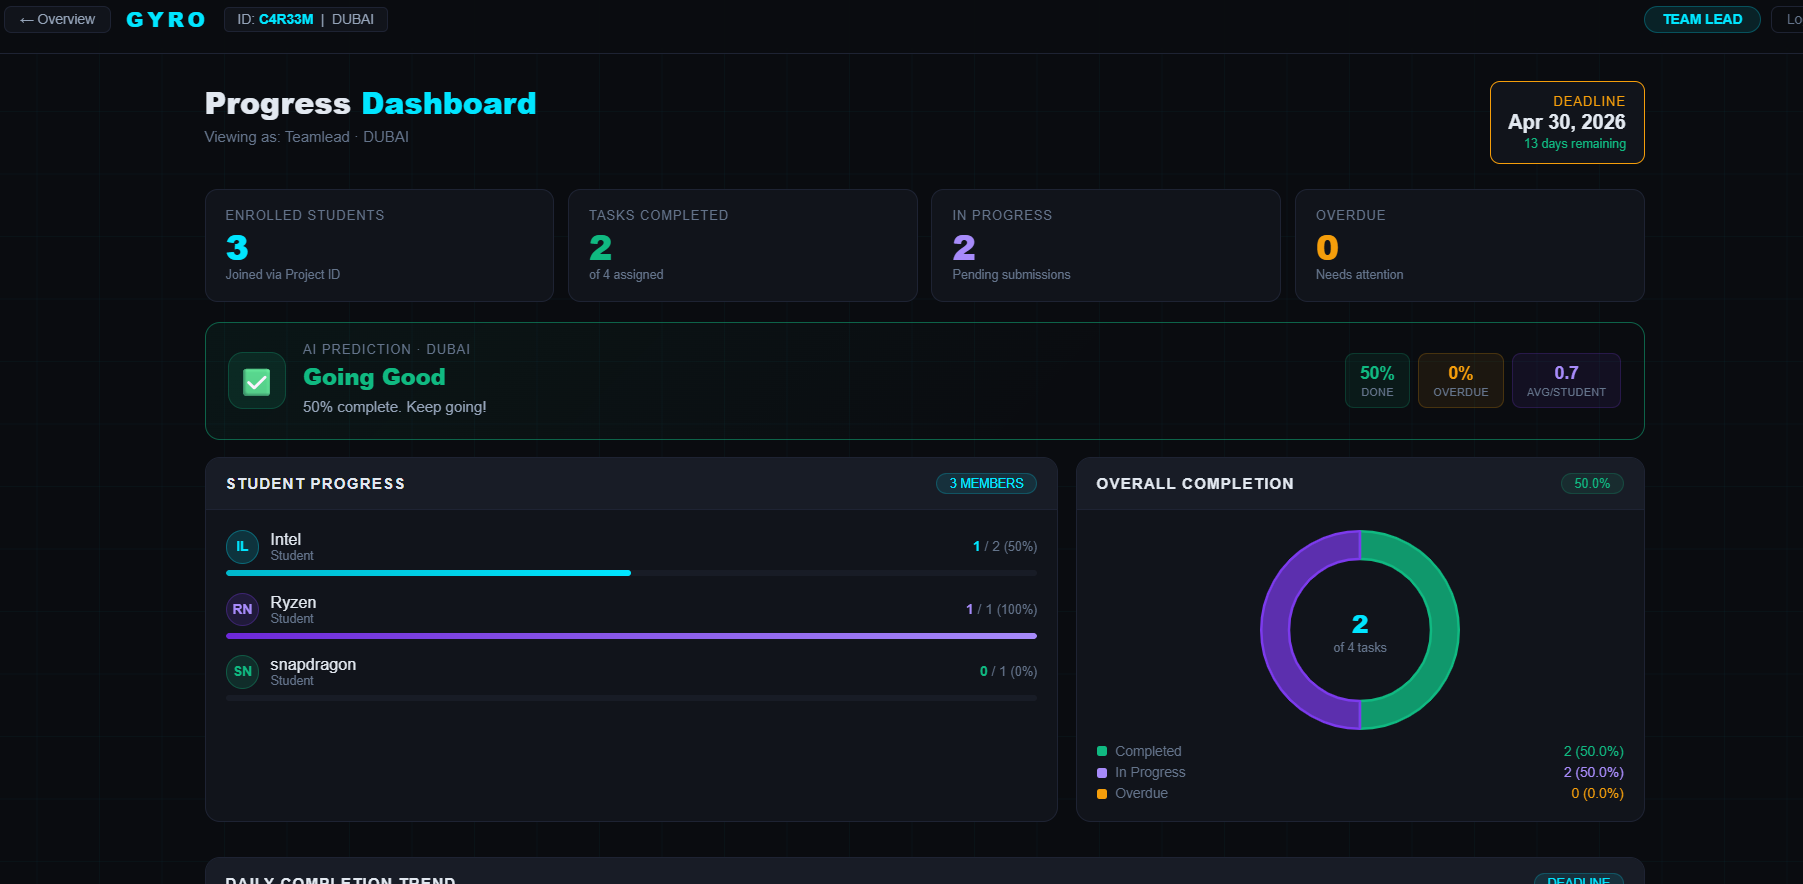 ← Overview
GYRO
ID: C4R33M | DUBAI
TEAM LEAD
Progress Dashboard
Viewing as: Teamlead · DUBAI
DEADLINE
Apr 30, 2026
13 days remaining
ENROLLED STUDENTS
3
Joined via Project ID
TASKS COMPLETED
2
of 4 assigned
IN PROGRESS
2
Pending submissions
OVERDUE
0
Needs attention
AI PREDICTION · DUBAI
Going Good
50% complete. Keep going!
50%
DONE
0%
OVERDUE
0.7
AVG/STUDENT
STUDENT PROGRESS
3 MEMBERS
IL
Intel
Student
1 / 2 (50%)
RN
Ryzen
Student
1 / 1 (100%)
SN
snapdragon
Student
0 / 1 (0%)
OVERALL COMPLETION
50.0%
2
of 4 tasks
Completed
2 (50.0%)
In Progress
2 (50.0%)
Overdue
0 (0.0%)
DAILY COMPLETION TREND
DEADLINE